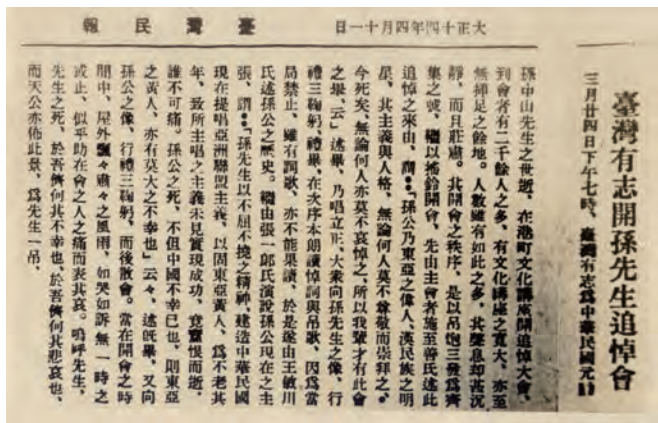 大正十四年四月十一日
臺灣民報
臺灣有志開孫先生追悼會
三月廿四日下午七時、臺灣有志爲中華民國元
孫中山先生之世逝、在港町文化講座開追悼大會、
到會者有二千餘人之多、有文化講座之寬大、亦至
無揷足之餘地。人數雖有如此之多、其聲息却甚沉
靜、而且莊肅。其開會之秩序、是以吊炮三發爲齊
集之號、繼以搖鈴開會、先由主會者施至善氏述此
追悼之來由、謂：「孫公乃東亞之偉人、漢民族之明
星、其主義與人格、無論何人莫不尊敬而崇拜之。
今死矣、無論何人亦莫不哀悼之、所以我輩才有此會
之擧、云」述畢、乃唱立正、大衆向孫先生之像、行
禮三鞠躬、禮畢、在次序本朗讀悼詞與吊歌、因爲當
局禁止、雖有詞歌、亦不能果讀、於是遂由王敏川
氏述孫公之歷史。繼由張一郎氏演說孫公現在之主
張、謂：「孫先生以不屈不撓之精神、建造中華民國
現在提唱亞洲聯盟主義、以固東亞黃人、爲不老其
年、致所主唱之主義未見實現成功、竟齎恨而逝、
誰不可痛。孫公之死、不但中國不幸已也、則東亞
之黃人、亦有莫大之不幸也」云々、述旣畢、又向
孫公之像、行禮三鞠躬、而後散會。當在開會之時
間中、屋外飄々肅々之風雨、如哭如訴無一時之
或止、似乎助在會之人之痛而表其哀。嗚呼先生、
先生之死、於吾儕何其不幸也、於吾儕何其悲哀也、
而天公亦佈此景、爲先生一吊、